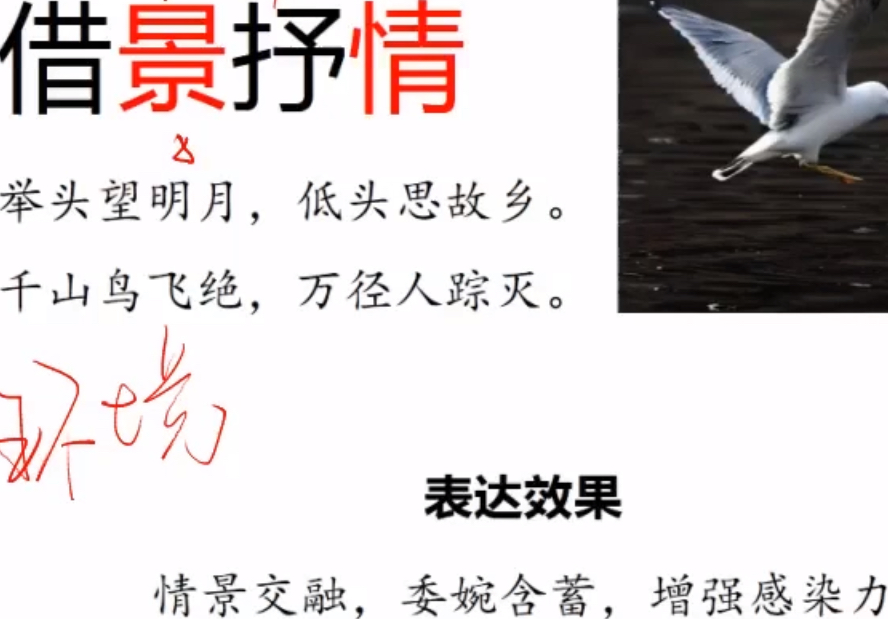 借景抒情
举头望明月，低头思故乡。
千山鸟飞绝，万径人踪灭。
环境
表达效果
情景交融，委婉含蓄，增强感染力